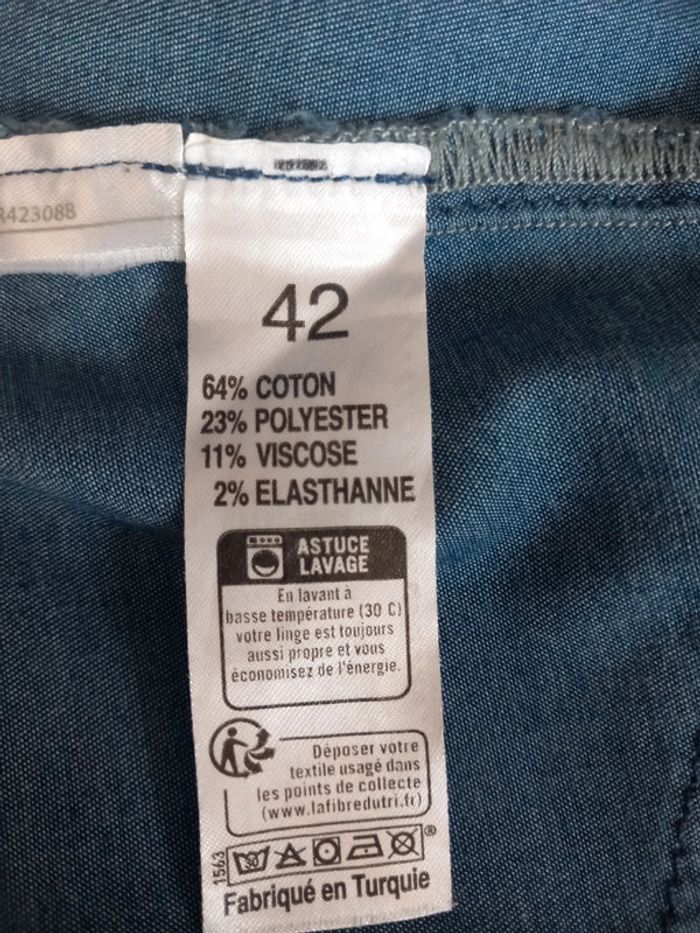 423088
42
64% COTON
23% POLYESTER
11% VISCOSE
2% ELASTHANNE
ASTUCE
LAVAGE
En lavant à
basse température (30 C)
votre linge est toujours
aussi propre et vous
économisez de l'énergie.
Déposer votre
textile usagé dans
les points de collecte
(www.lafibredutri.fr)
1563
30
®
Fabriqué en Turquie